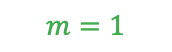 m = 1